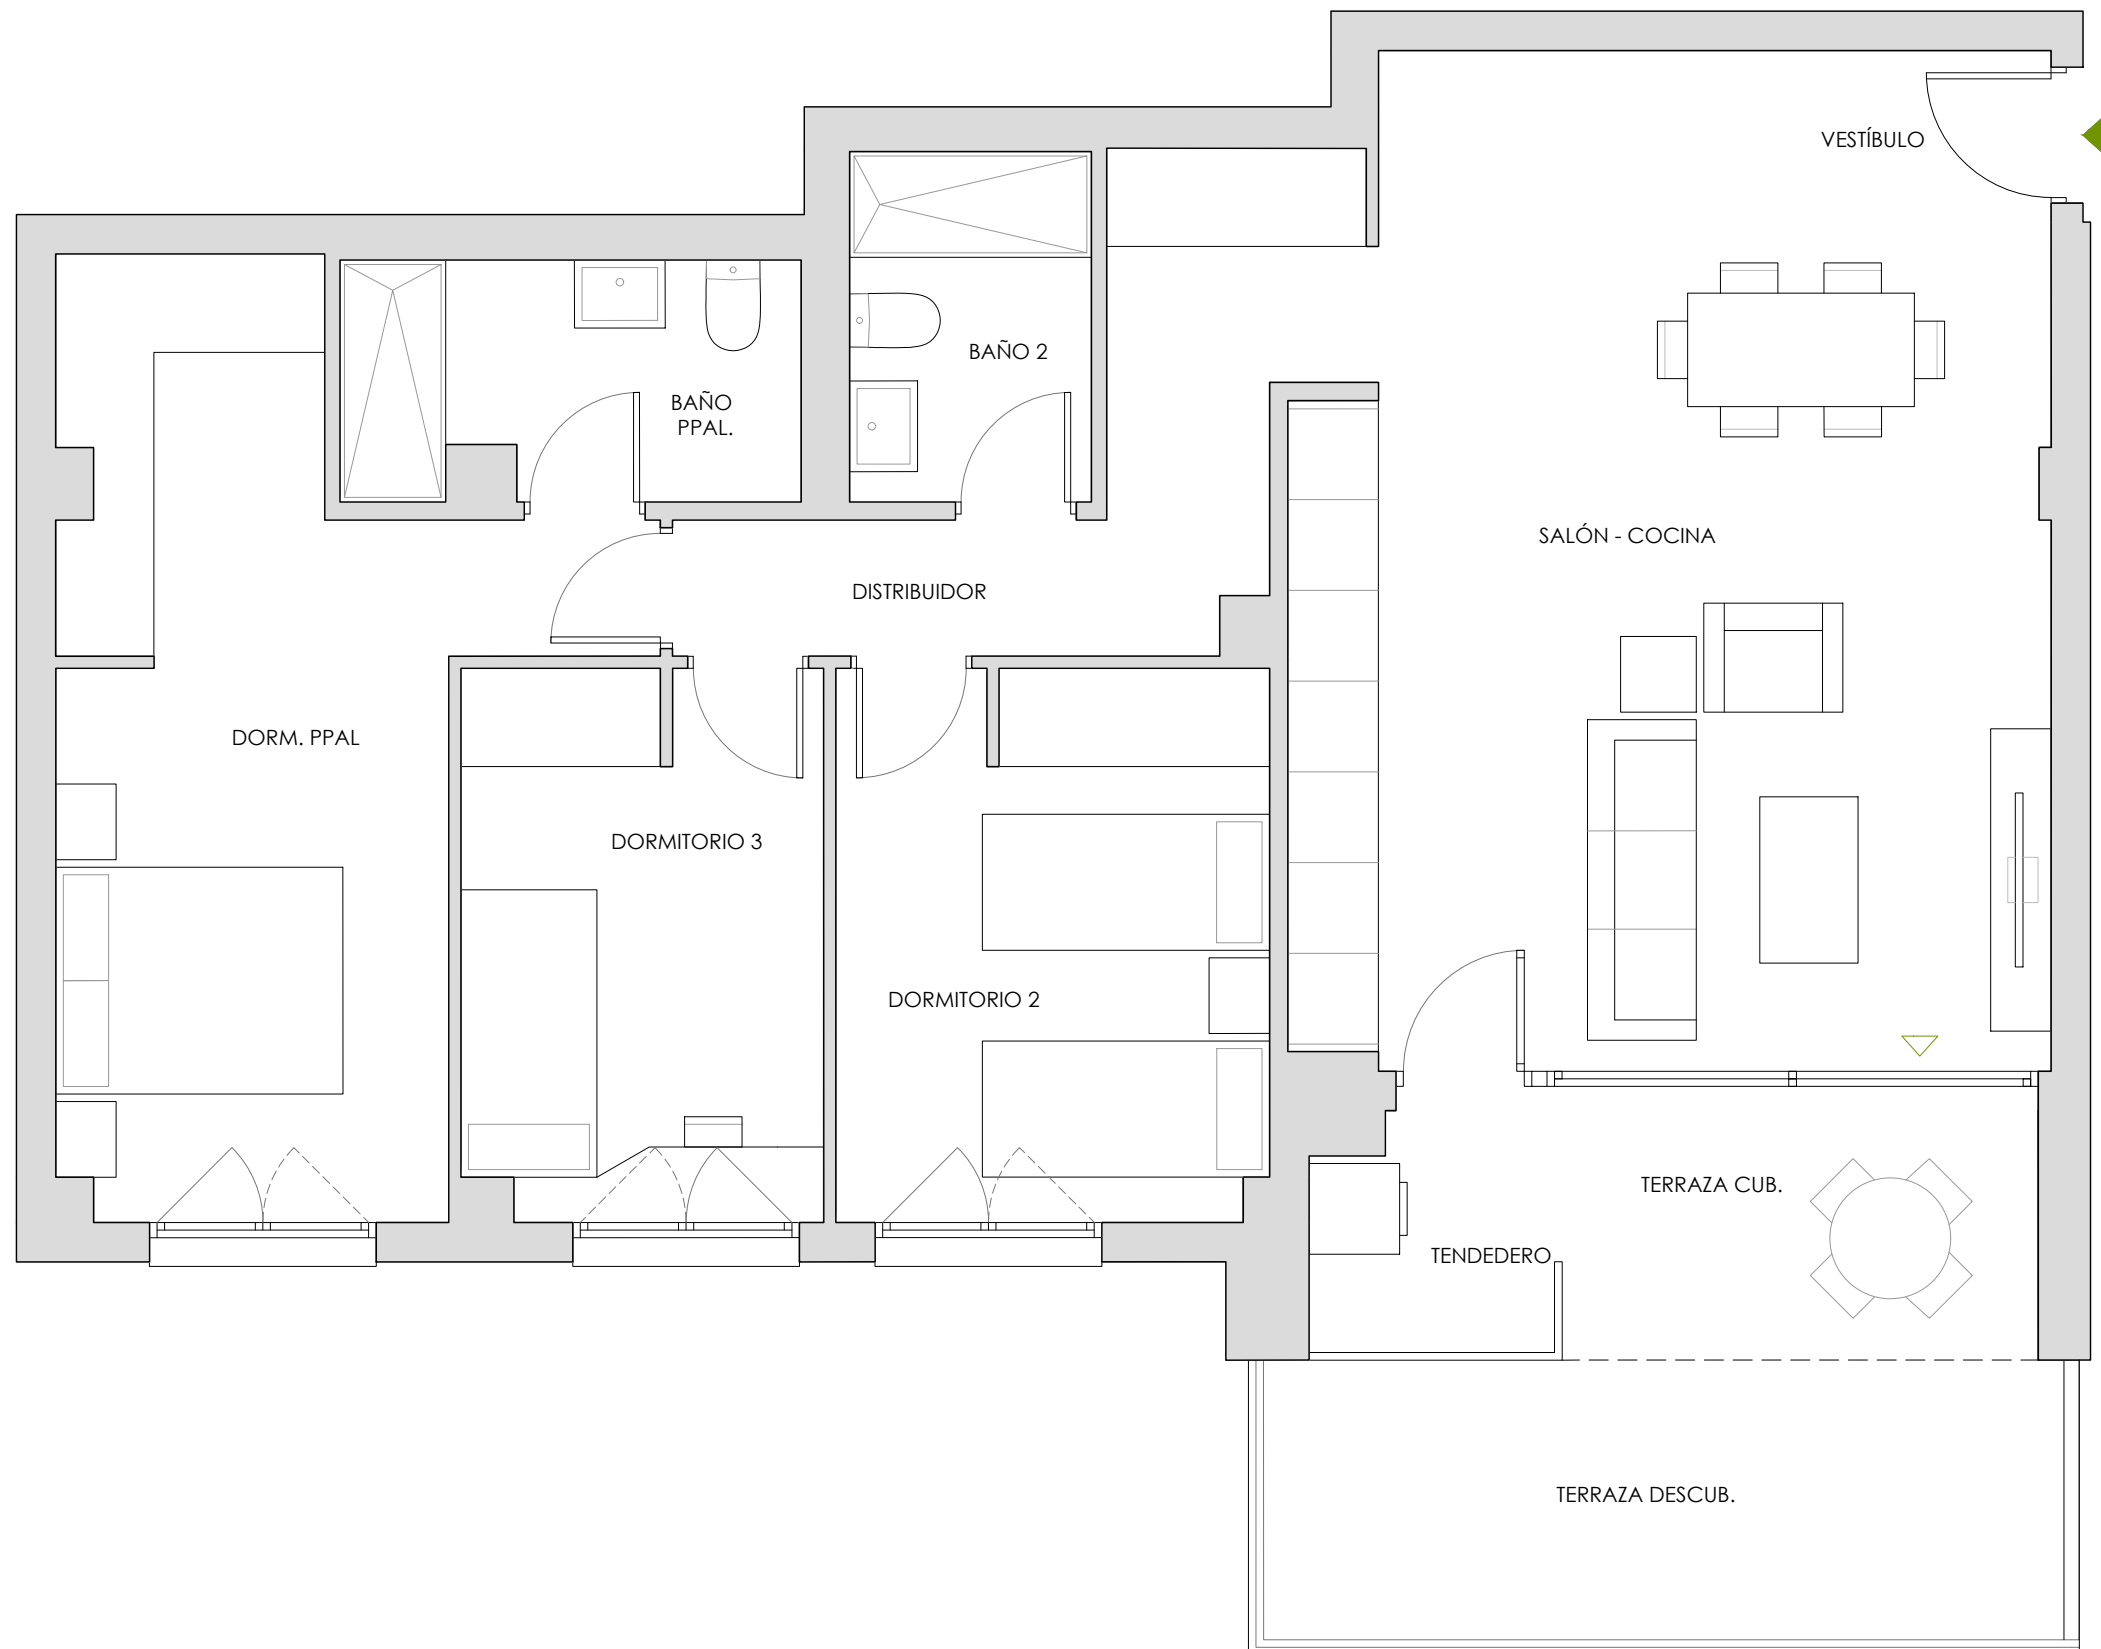 VESTÍBULO
BAÑO 2
BAÑO
PPAL.
SALÓN - COCINA
DISTRIBUIDOR
DORM. PPAL
DORMITORIO 3
DORMITORIO 2
TERRAZA CUB.
TENDEDERO
TERRAZA DESCUB.